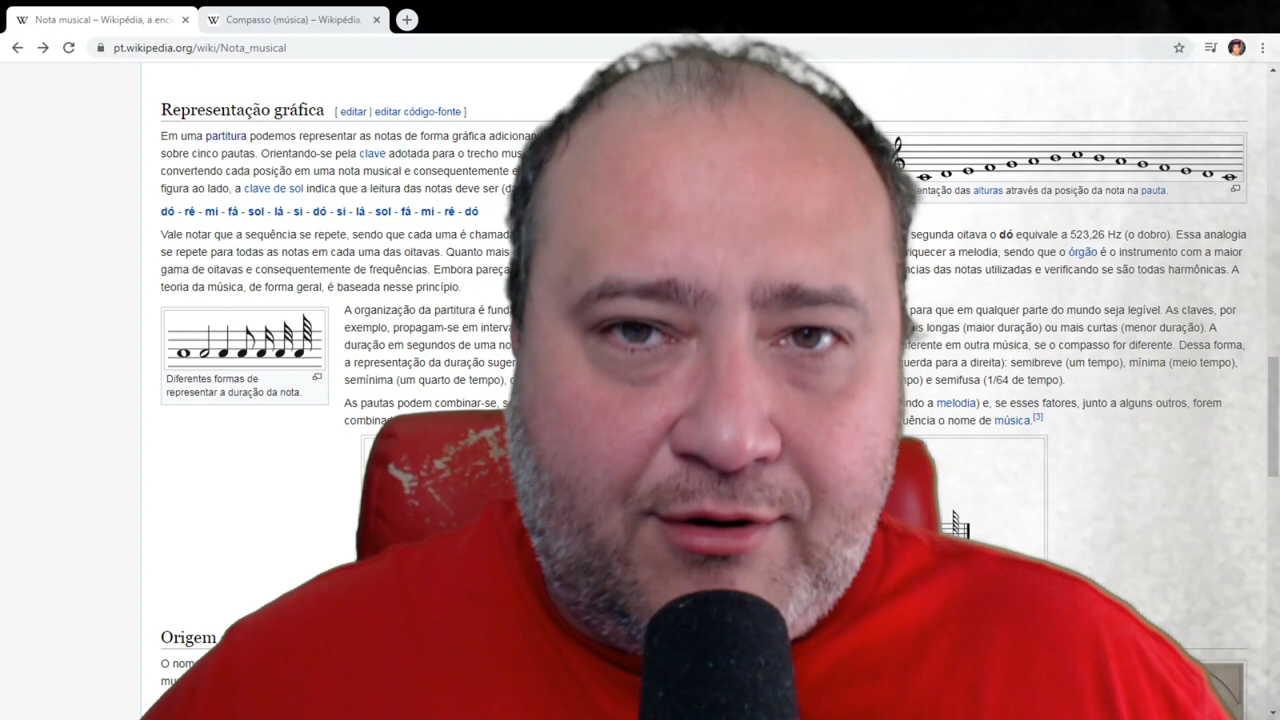 Nota musical – Wikipédia, a enci
Compasso (música) – Wikipédia,
pt.wikipedia.org/wiki/Nota_musical
Representação gráfica [ editar | editar código-fonte ]
Em uma partitura podemos representar as notas de forma gráfica adicionan
sobre cinco pautas. Orientando-se pela clave adotada para o trecho mus
convertendo cada posição em uma nota musical e consequentemente e
figura ao lado, a clave de sol indica que a leitura das notas deve ser (da
entação das alturas através da posição da nota na pauta.
dó - ré - mi - fá - sol - lá - si - dó - si - lá - sol - fá - mi - ré - dó
Vale notar que a sequência se repete, sendo que cada uma é chamada segunda oitava o dó equivale a 523,26 Hz (o dobro). Essa analogia
se repete para todas as notas em cada uma das oitavas. Quanto mais riquecer a melodia, sendo que o órgão é o instrumento com a maior
gama de oitavas e consequentemente de frequências. Embora pareça ncias das notas utilizadas e verificando se são todas harmônicas. A
teoria da música, de forma geral, é baseada nesse princípio.
A organização da partitura é funda para que em qualquer parte do mundo seja legível. As claves, por
exemplo, propagam-se em interva is longas (maior duração) ou mais curtas (menor duração). A
duração em segundos de uma no ferente em outra música, se o compasso for diferente. Dessa forma,
a representação da duração suger uerda para a direita): semibreve (um tempo), mínima (meio tempo),
semínima (um quarto de tempo), c po) e semifusa (1/64 de tempo).
Diferentes formas de
representar a duração da nota.
As pautas podem combinar-se, s ndo a melodia) e, se esses fatores, junto a alguns outros, forem
combinad uência o nome de música.[3]
Origem
O nom
mu